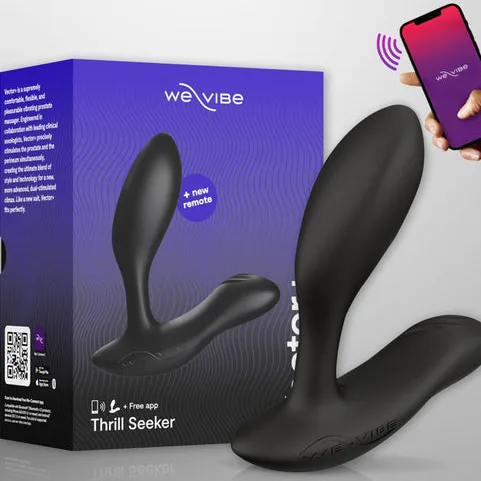 Vector+ is a supremely
comfortable, flexible, and
pleasurable vibrating prostate
massager. Engineered in
collaboration with leading clinical
sexologists, Vector+ precisely
stimulates the prostate and the
perineum simultaneously,
creating the ultimate blend of
style and technology for a new,
more advanced, dual-stimulated
climax. Like a new suit, Vector+
fits perfectly.
we vibe
+ new
remote
+ Free app
Thrill Seeker
WE-VIBE
we vibe